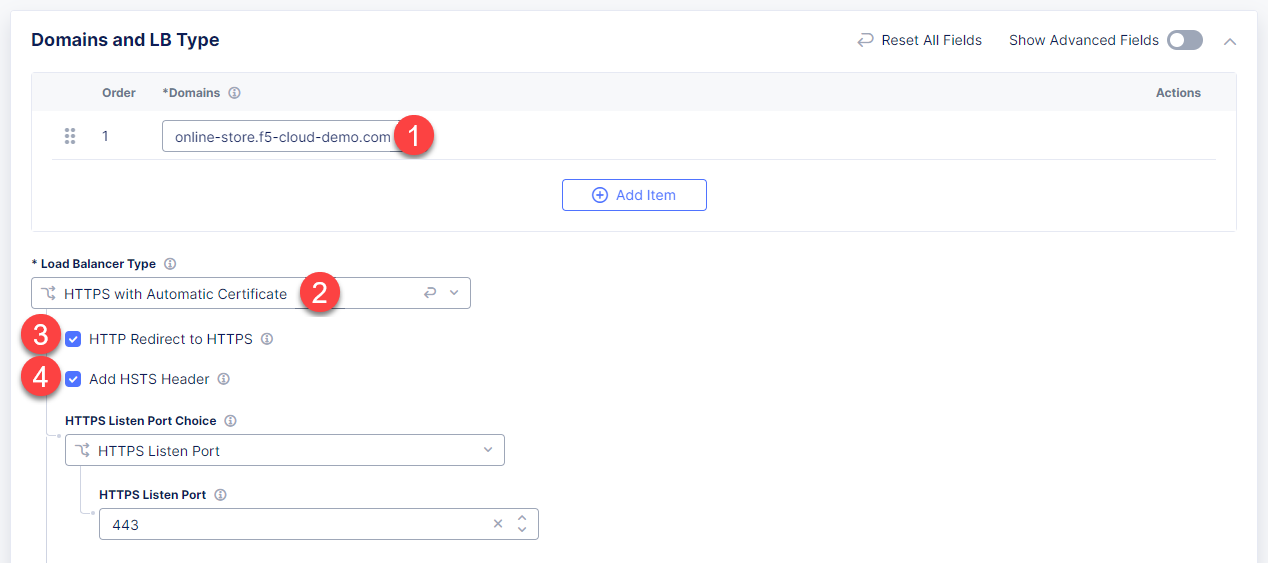 Domains and LB Type
Reset All Fields
Show Advanced Fields
Order
*Domains
Actions
1
online-store.f5-cloud-demo.com
1
Add Item
* Load Balancer Type
HTTPS with Automatic Certificate
2
3
HTTP Redirect to HTTPS
4
Add HSTS Header
HTTPS Listen Port Choice
HTTPS Listen Port
HTTPS Listen Port
443